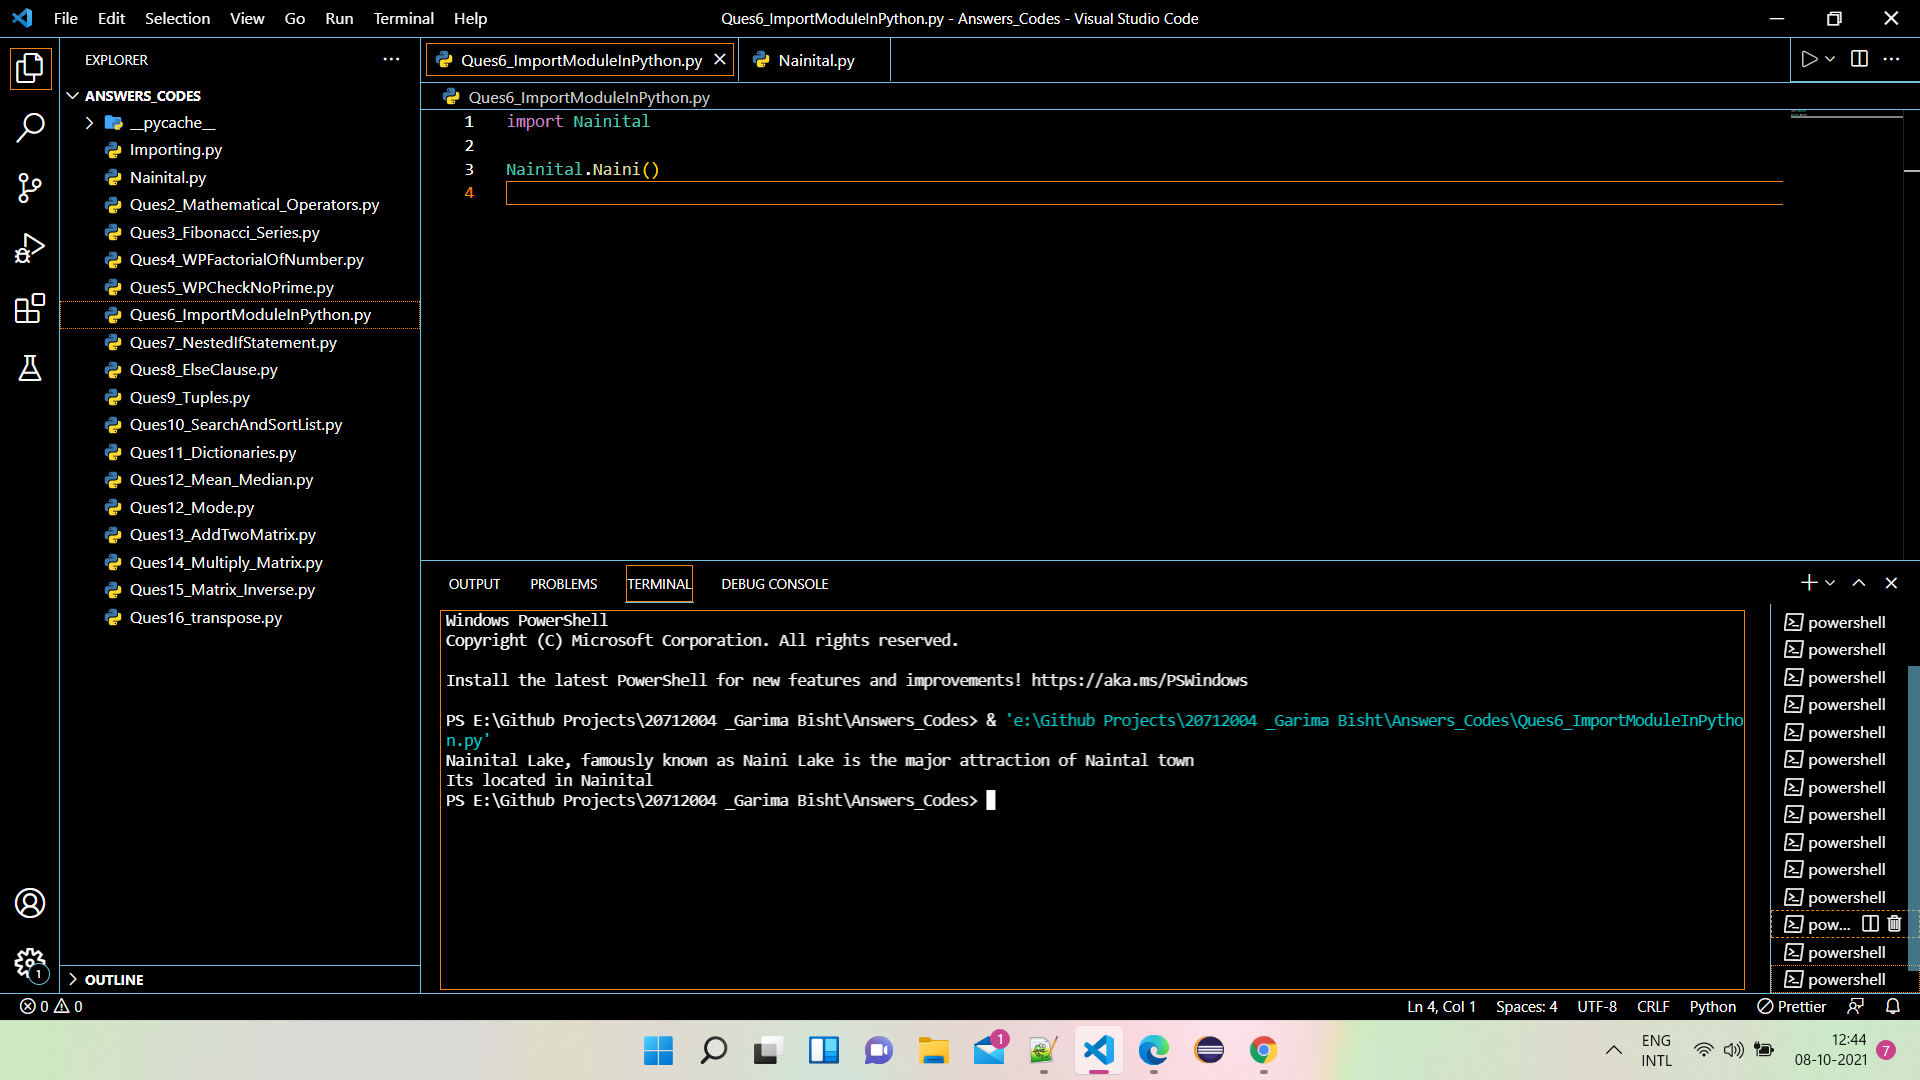 File Edit Selection View Go Run Terminal Help
Ques6_ImportModuleInPython.py - Answers_Codes - Visual Studio Code
EXPLORER
ANSWERS_CODES
__pycache__
Importing.py
Nainital.py
Ques2_Mathematical_Operators.py
Ques3_Fibonacci_Series.py
Ques4_WPFactorialOfNumber.py
Ques5_WPCheckNoPrime.py
Ques6_ImportModuleInPython.py
Ques7_NestedIfStatement.py
Ques8_ElseClause.py
Ques9_Tuples.py
Ques10_SearchAndSortList.py
Ques11_Dictionaries.py
Ques12_Mean_Median.py
Ques12_Mode.py
Ques13_AddTwoMatrix.py
Ques14_Multiply_Matrix.py
Ques15_Matrix_Inverse.py
Ques16_transpose.py
OUTLINE
1
Ques6_ImportModuleInPython.py
Nainital.py
Ques6_ImportModuleInPython.py
1 import Nainital
2
3 Nainital.Naini()
4
OUTPUT PROBLEMS TERMINAL DEBUG CONSOLE
Windows PowerShell
Copyright (C) Microsoft Corporation. All rights reserved.
Install the latest PowerShell for new features and improvements! https://aka.ms/PSWindows
PS E:\Github Projects\20712004 _Garima Bisht\Answers_Codes> & 'e:\Github Projects\20712004 _Garima Bisht\Answers_Codes\Ques6_ImportModuleInPytho
n.py'
Nainital Lake, famously known as Naini Lake is the major attraction of Naintal town
Its located in Nainital
PS E:\Github Projects\20712004 _Garima Bisht\Answers_Codes>
powershell
powershell
powershell
powershell
powershell
powershell
powershell
powershell
powershell
powershell
powershell
pow...
powershell
powershell
0 0
Ln 4, Col 1 Spaces: 4 UTF-8 CRLF Python Prettier
1
ENG
INTL
12:44
08-10-2021
7